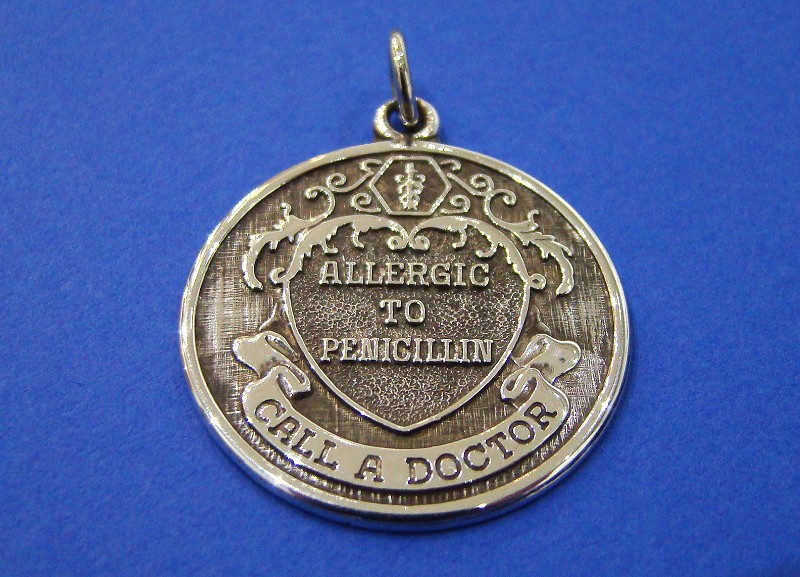 ALLERGIC
TO
PENICILLIN
CALL A DOCTOR